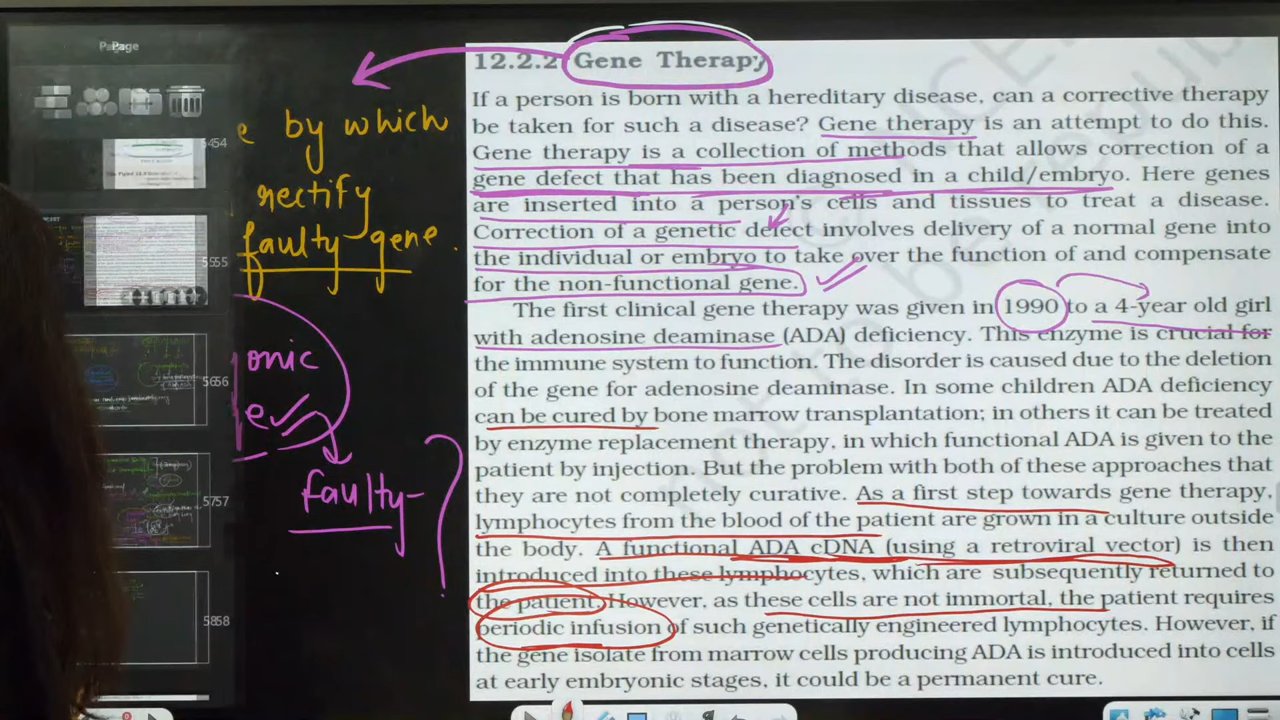 Page
5454
5555
5656
5757
5858
e by which
rectify
faulty gene.
onic
e
faulty-
12.2.2 Gene Therapy
If a person is born with a hereditary disease, can a corrective therapy
be taken for such a disease? Gene therapy is an attempt to do this.
Gene therapy is a collection of methods that allows correction of a
gene defect that has been diagnosed in a child/embryo. Here genes
are inserted into a person's cells and tissues to treat a disease.
Correction of a genetic defect involves delivery of a normal gene into
the individual or embryo to take over the function of and compensate
for the non-functional gene.
The first clinical gene therapy was given in 1990 to a 4-year old girl
with adenosine deaminase (ADA) deficiency. This enzyme is crucial for
the immune system to function. The disorder is caused due to the deletion
of the gene for adenosine deaminase. In some children ADA deficiency
can be cured by bone marrow transplantation; in others it can be treated
by enzyme replacement therapy, in which functional ADA is given to the
patient by injection. But the problem with both of these approaches that
they are not completely curative. As a first step towards gene therapy,
lymphocytes from the blood of the patient are grown in a culture outside
the body. A functional ADA cDNA (using a retroviral vector) is then
introduced into these lymphocytes, which are subsequently returned to
the patient. However, as these cells are not immortal, the patient requires
periodic infusion of such genetically engineered lymphocytes. However, if
the gene isolate from marrow cells producing ADA is introduced into cells
at early embryonic stages, it could be a permanent cure.